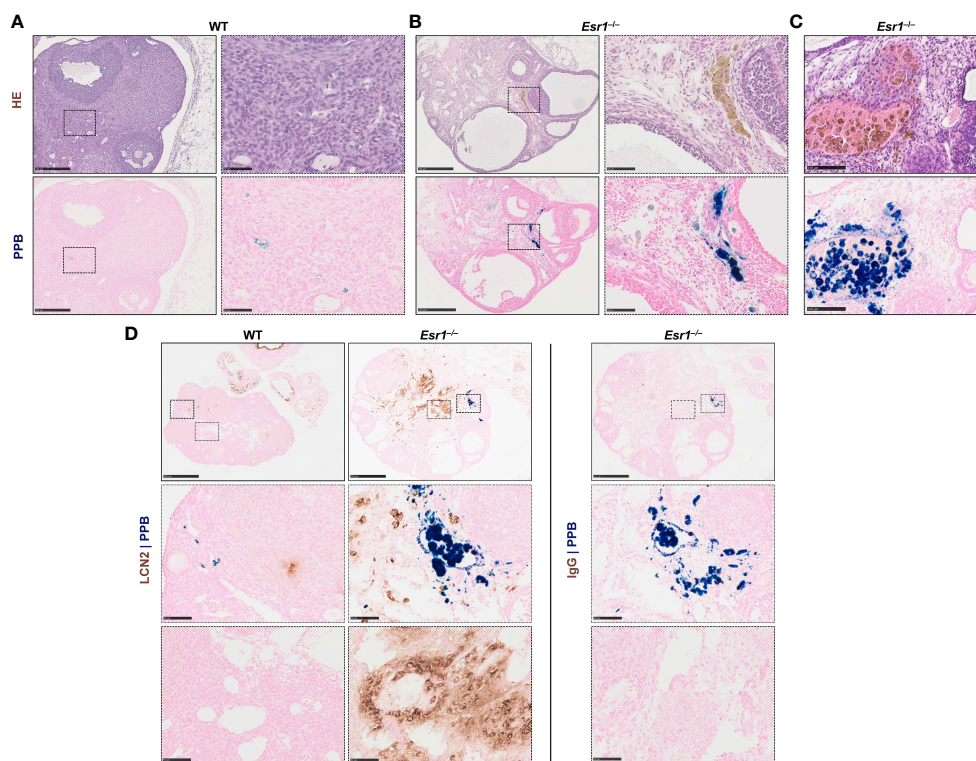 A
WT
B
Esr1–/–
C
Esr1–/–
HE
PPB
D
WT
Esr1–/–
Esr1–/–
LCN2 | PPB
IgG | PPB